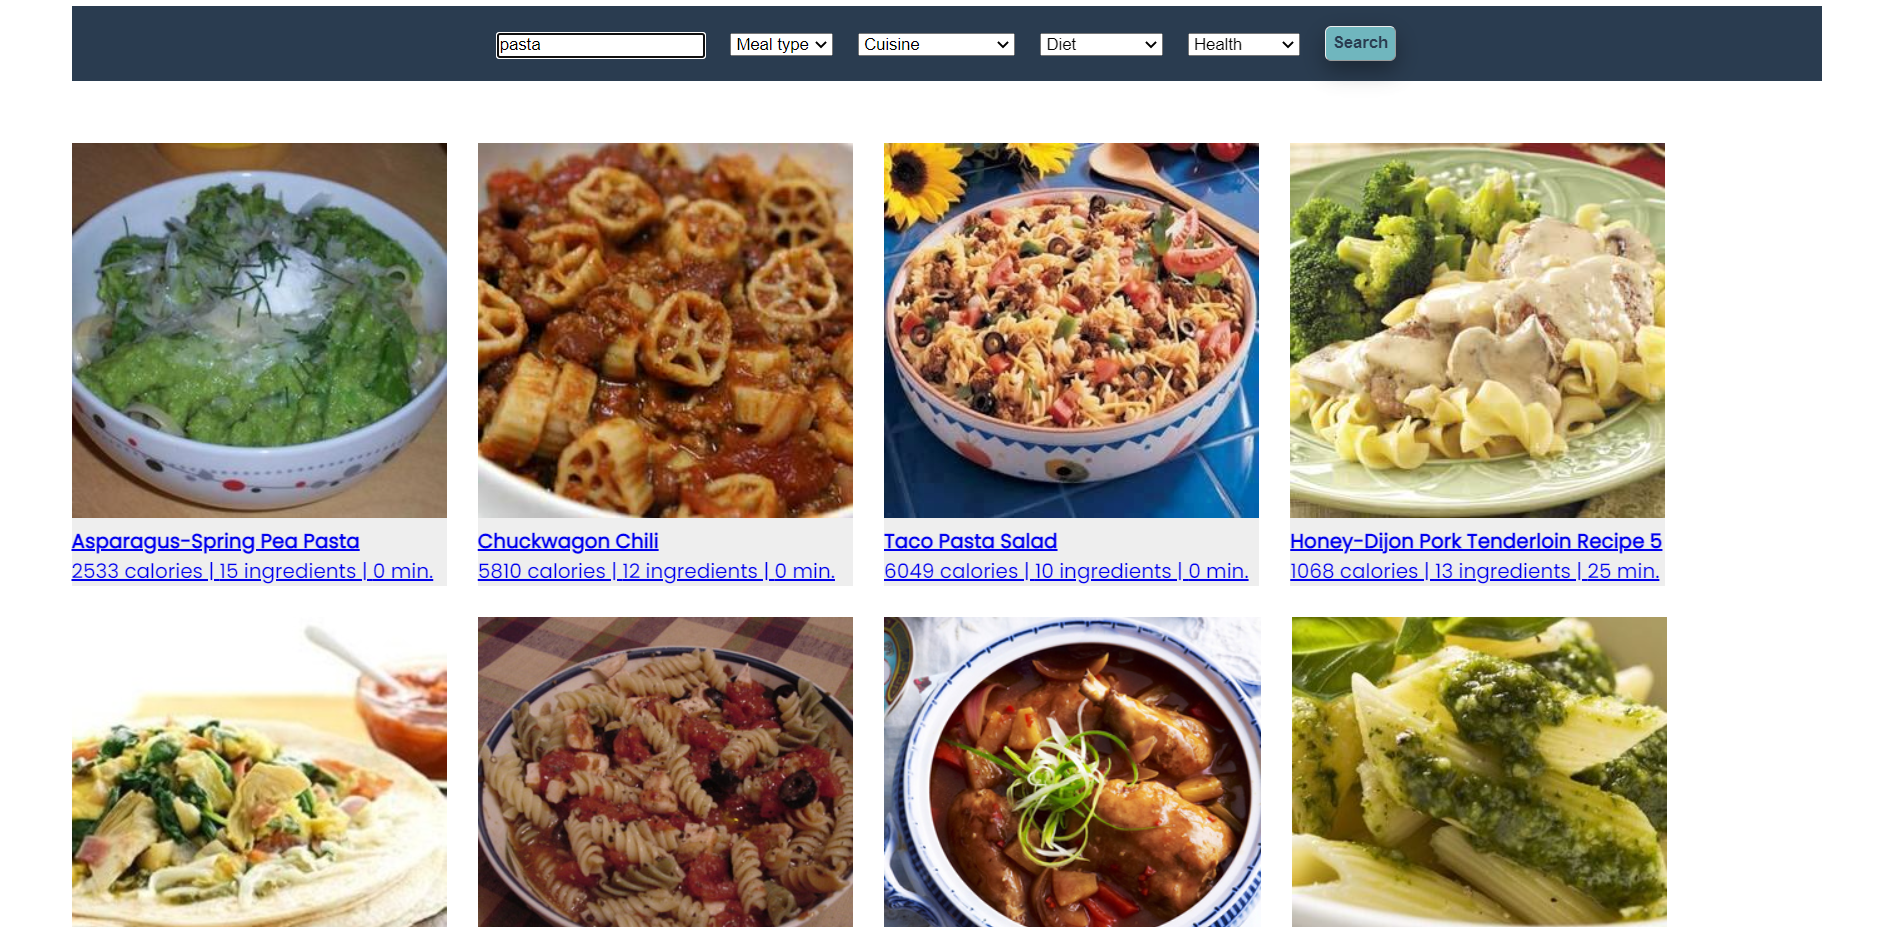 pasta Meal type Cuisine Diet Health Search
Asparagus-Spring Pea Pasta
2533 calories | 15 ingredients | 0 min.
Chuckwagon Chili
5810 calories | 12 ingredients | 0 min.
Taco Pasta Salad
6049 calories | 10 ingredients | 0 min.
Honey-Dijon Pork Tenderloin Recipe 5
1068 calories | 13 ingredients | 25 min.